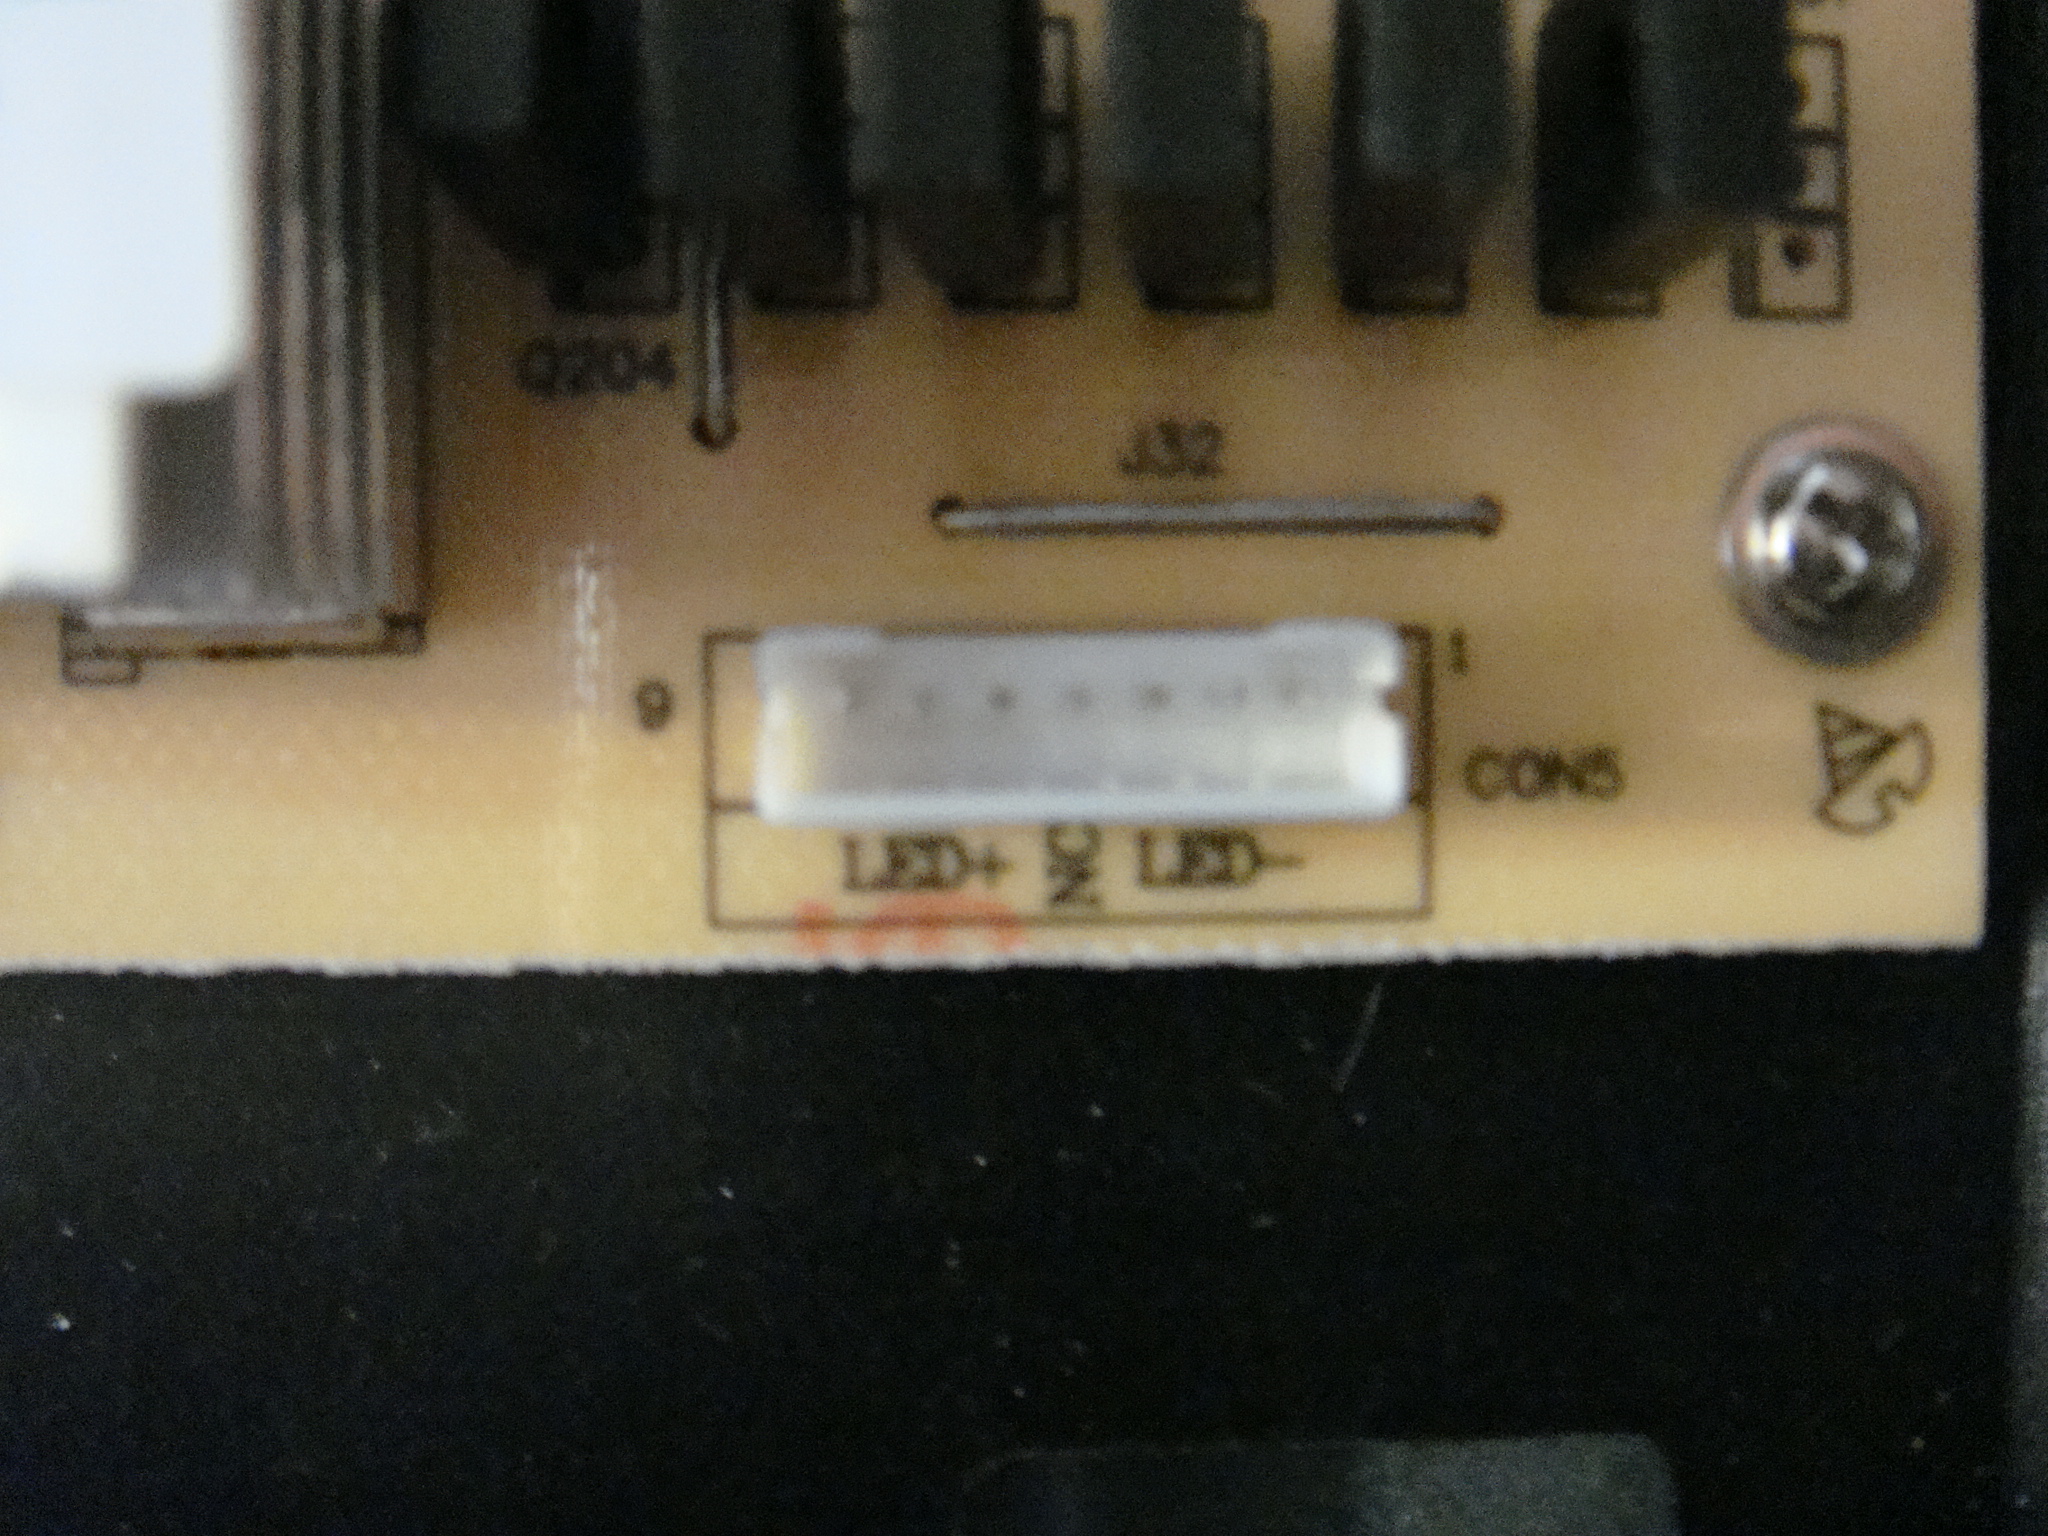 Q204
J32
9
1
CON5
LED+ NC LED-